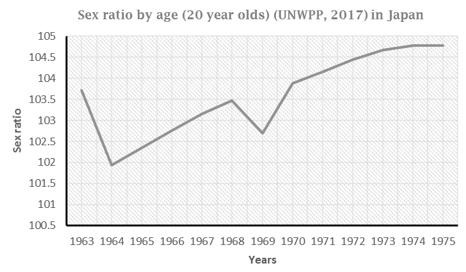 Sex ratio by age (20 year olds) (UNWPP, 2017) in Japan
105
104.5
104
103.5
103
102.5
102
101.5
101
100.5
Sex ratio
1963 1964 1965 1966 1967 1968 1969 1970 1971 1972 1973 1974 1975
Years